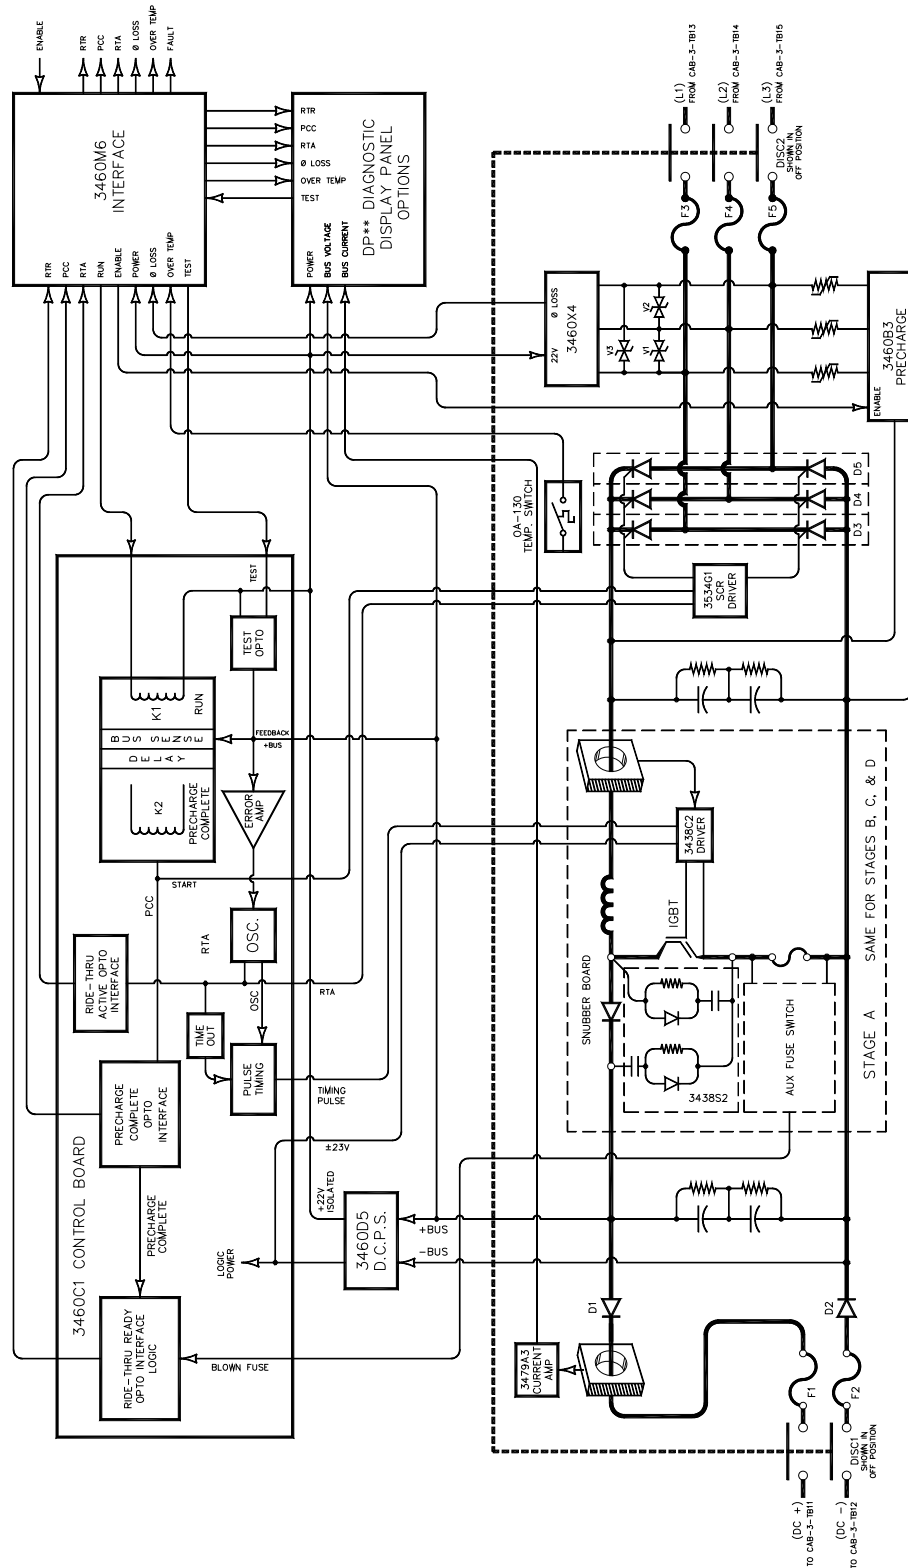 ENABLE
RTR
PCC
RTA
Ø LOSS
OVER TEMP
FAULT
3460M6
INTERFACE
RTR
PCC
RTA
RUN
ENABLE
POWER
Ø LOSS
OVER TEMP
TEST
RTR
PCC
RTA
Ø LOSS
OVER TEMP
TEST
DP** DIAGNOSTIC
DISPLAY PANEL
OPTIONS
POWER
BUS VOLTAGE
BUS CURRENT
(L1)
FROM CAB-3-TB13
(L2)
FROM CAB-3-TB14
(L3)
FROM CAB-3-TB15
DISC2
SHOWN IN
OFF POSITION
F3
F4
F5
Ø LOSS
3460X4
22V
V3
V2
V1
3460B3
PRECHARGE
ENABLE
OA-130
TEMP. SWITCH
D5
D4
D3
3534G1
SCR
DRIVER
TEST
TEST
OPTO
K1
RUN
BUS SENSE
DELAY
K2
PRECHARGE
COMPLETE
FEEDBACK
+BUS
ERROR
AMP
START
PCC
RTA
OSC.
OSC
RTA
RIDE-THRU
ACTIVE OPTO
INTERFACE
TIME
OUT
PULSE
TIMING
TIMING
PULSE
PRECHARGE
COMPLETE
OPTO
INTERFACE
±23V
3460C1 CONTROL BOARD
PRECHARGE
COMPLETE
LOGIC
POWER
+22V
ISOLATED
3460D5
D.C.P.S.
+BUS
-BUS
RIDE-THRU READY
OPTO INTERFACE
LOGIC
BLOWN FUSE
3438C2
DRIVER
IGBT
SNUBBER BOARD
3438S2
AUX FUSE SWITCH
STAGE A
SAME FOR STAGES B, C, & D
D1
D2
3479A3
CURRENT
AMP
F1
F2
DISC1
SHOWN IN
OFF POSITION
(DC +)
TO CAB-3-TB11
(DC -)
TO CAB-3-TB12